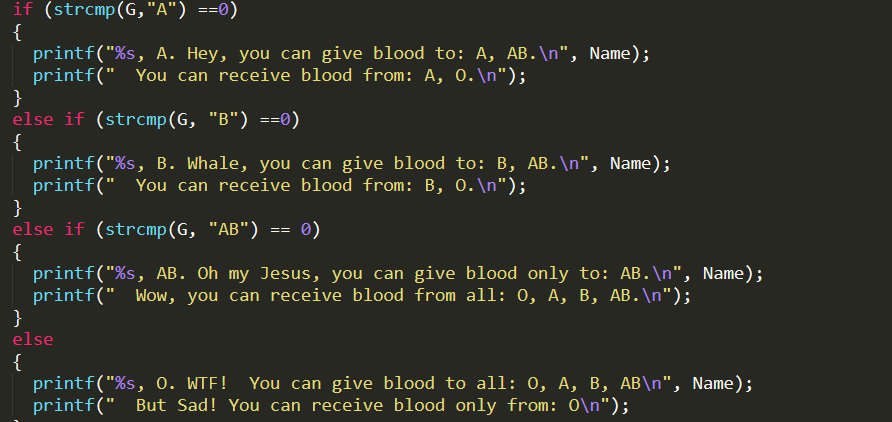 if (strcmp(G,"A") ==0)
{
  printf("%s, A. Hey, you can give blood to: A, AB.\n", Name);
  printf("  You can receive blood from: A, O.\n");
}
else if (strcmp(G, "B") ==0)
{
  printf("%s, B. Whale, you can give blood to: B, AB.\n", Name);
  printf("  You can receive blood from: B, O.\n");
}
else if (strcmp(G, "AB") == 0)
{
  printf("%s, AB. Oh my Jesus, you can give blood only to: AB.\n", Name);
  printf("  Wow, you can receive blood from all: O, A, B, AB.\n");
}
else
{
  printf("%s, O. WTF!  You can give blood to all: O, A, B, AB\n", Name);
  printf("  But Sad! You can receive blood only from: O\n");